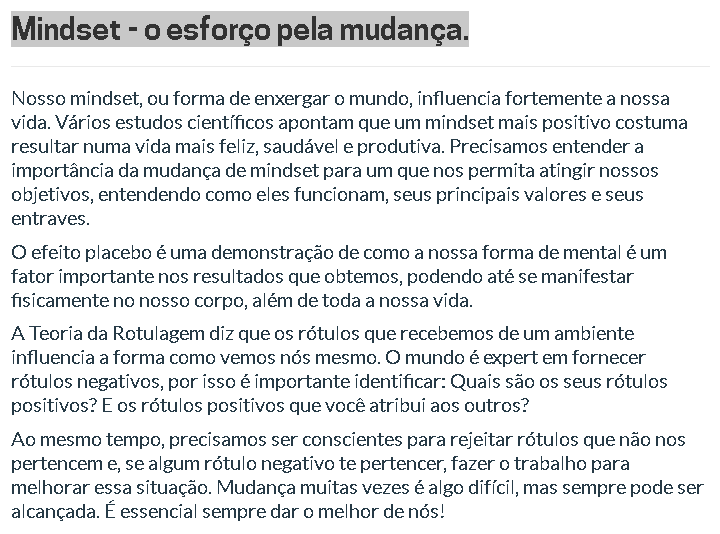 Mindset - o esforço pela mudança.
Nosso mindset, ou forma de enxergar o mundo, influencia fortemente a nossa
vida. Vários estudos científicos apontam que um mindset mais positivo costuma
resultar numa vida mais feliz, saudável e produtiva. Precisamos entender a
importância da mudança de mindset para um que nos permita atingir nossos
objetivos, entendendo como eles funcionam, seus principais valores e seus
entraves.
O efeito placebo é uma demonstração de como a nossa forma de mental é um
fator importante nos resultados que obtemos, podendo até se manifestar
fisicamente no nosso corpo, além de toda a nossa vida.
A Teoria da Rotulagem diz que os rótulos que recebemos de um ambiente
influencia a forma como vemos nós mesmo. O mundo é expert em fornecer
rótulos negativos, por isso é importante identificar: Quais são os seus rótulos
positivos? E os rótulos positivos que você atribui aos outros?
Ao mesmo tempo, precisamos ser conscientes para rejeitar rótulos que não nos
pertencem e, se algum rótulo negativo te pertencer, fazer o trabalho para
melhorar essa situação. Mudança muitas vezes é algo difícil, mas sempre pode ser
alcançada. É essencial sempre dar o melhor de nós!